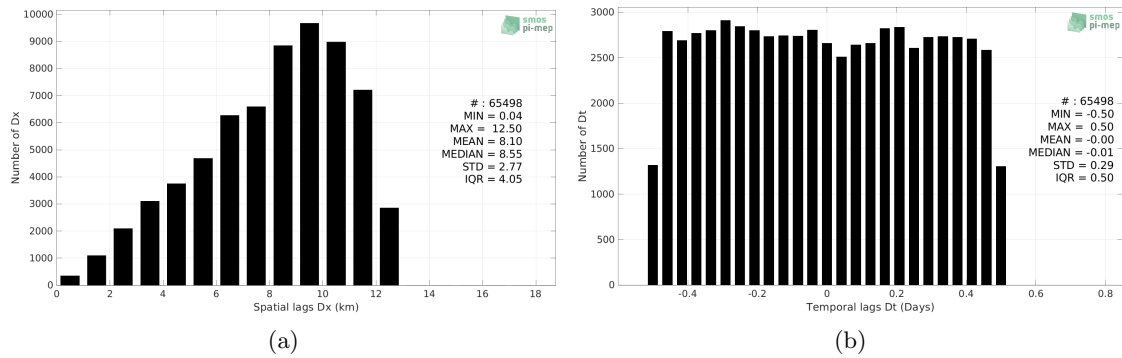 10000
9000
8000
7000
6000
5000
4000
3000
2000
1000
0
Number of Dx
0 2 4 6 8 10 12 14 16 18
Spatial lags Dx (km)
smos
pi-mep
# : 65498
MIN = 0.04
MAX = 12.50
MEAN = 8.10
MEDIAN = 8.55
STD = 2.77
IQR = 4.05
(a)
3000
2500
2000
1500
1000
500
0
Number of Dt
-0.4 -0.2 0 0.2 0.4 0.6 0.8
Temporal lags Dt (Days)
smos
pi-mep
# : 65498
MIN = -0.50
MAX = 0.50
MEAN = -0.00
MEDIAN = -0.01
STD = 0.29
IQR = 0.50
(b)